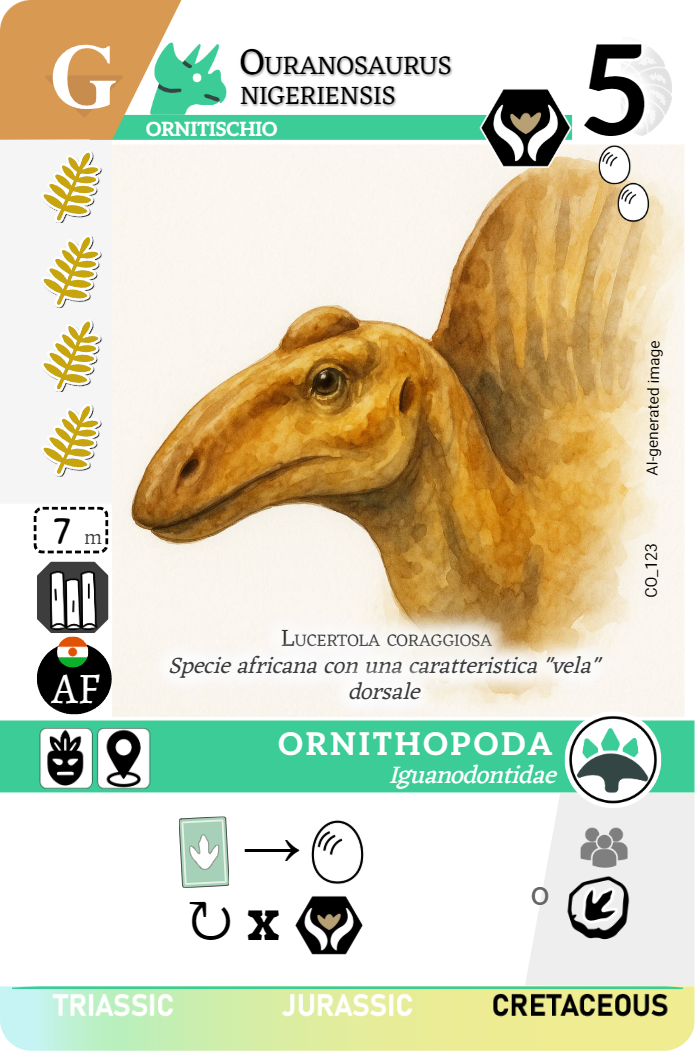 G
OURANOSAURUS
NIGERIENSIS
5
ORNITISCHIO
AI-generated image
7 m
CO_123
AF
LUCERTOLA CORAGGIOSA
Specie africana con una caratteristica "vela"
dorsale
ORNITHOPODA
Iguanodontidae
o
x
TRIASSIC JURASSIC CRETACEOUS